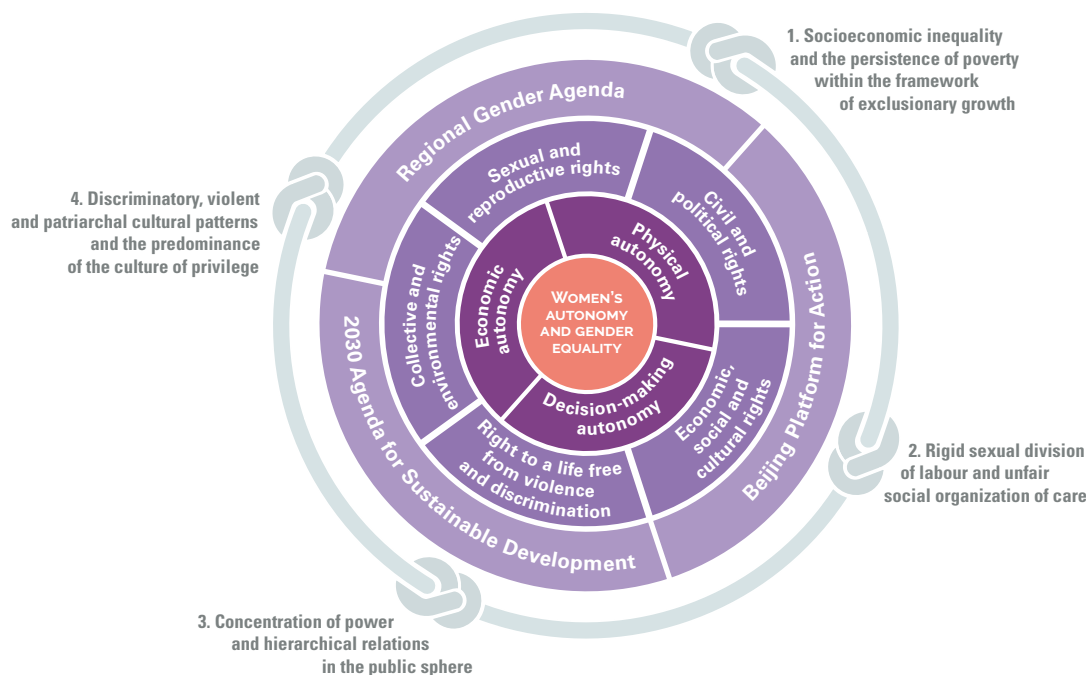 1. Socioeconomic inequality
and the persistence of poverty
within the framework
of exclusionary growth
Regional Gender Agenda
Sexual and
reproductive rights
Civil and
political rights
4. Discriminatory, violent
and patriarchal cultural patterns
and the predominance
of the culture of privilege
Collective and
environmental rights
Economic
autonomy
Physical
autonomy
WOMEN'S
AUTONOMY
AND GENDER
EQUALITY
Decision-making
autonomy
Economic,
social and
cultural rights
Beijing Platform for Action
2030 Agenda for Sustainable Development
Right to a life free
from violence
and discrimination
2. Rigid sexual division
of labour and unfair
social organization of care
3. Concentration of power
and hierarchical relations
in the public sphere